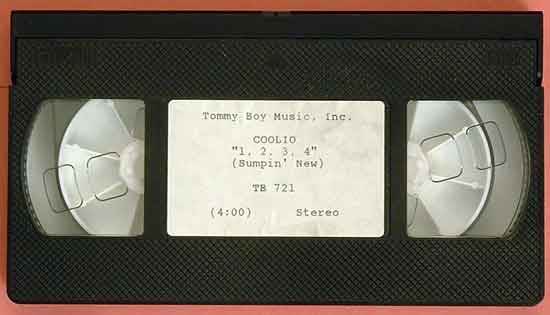 Tommy Boy Music, Inc.
COOLIO
"1, 2, 3, 4"
(Sumpin' New)
TB 721
(4:00) Stereo